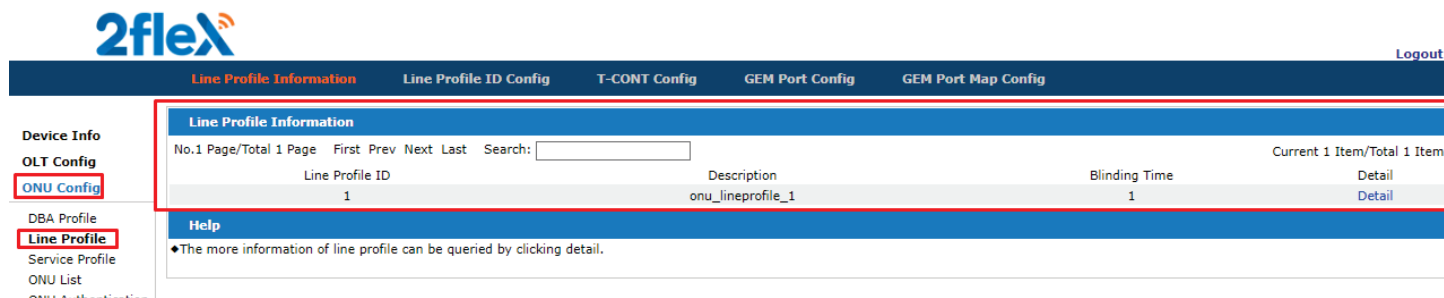 2flex
Logout
Line Profile Information Line Profile ID Config T-CONT Config GEM Port Config GEM Port Map Config
Device Info
OLT Config
ONU Config
DBA Profile
Line Profile
Service Profile
ONU List
Line Profile Information
No.1 Page/Total 1 Page First Prev Next Last Search: Current 1 Item/Total 1 Item
Line Profile ID Description Blinding Time Detail
1 onu_lineprofile_1 1 Detail
Help
◆The more information of line profile can be queried by clicking detail.